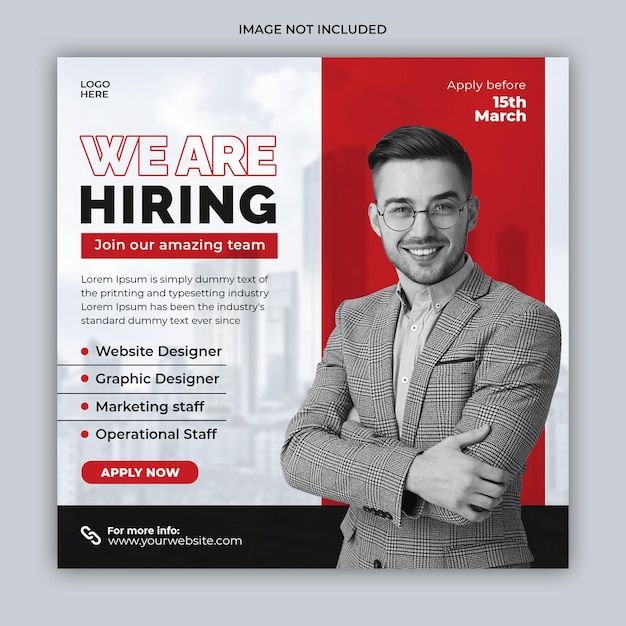 IMAGE NOT INCLUDED
LOGO
HERE
Apply before
15th
March
WE ARE
HIRING
Join our amazing team
Lorem Ipsum is simply dummy text of
the pritnting and typesetting industry
Lorem Ipsum has been the industry's
standard dummy text ever since
Website Designer
Graphic Designer
Marketing staff
Operational Staff
APPLY NOW
For more info:
www.yourwebsite.com